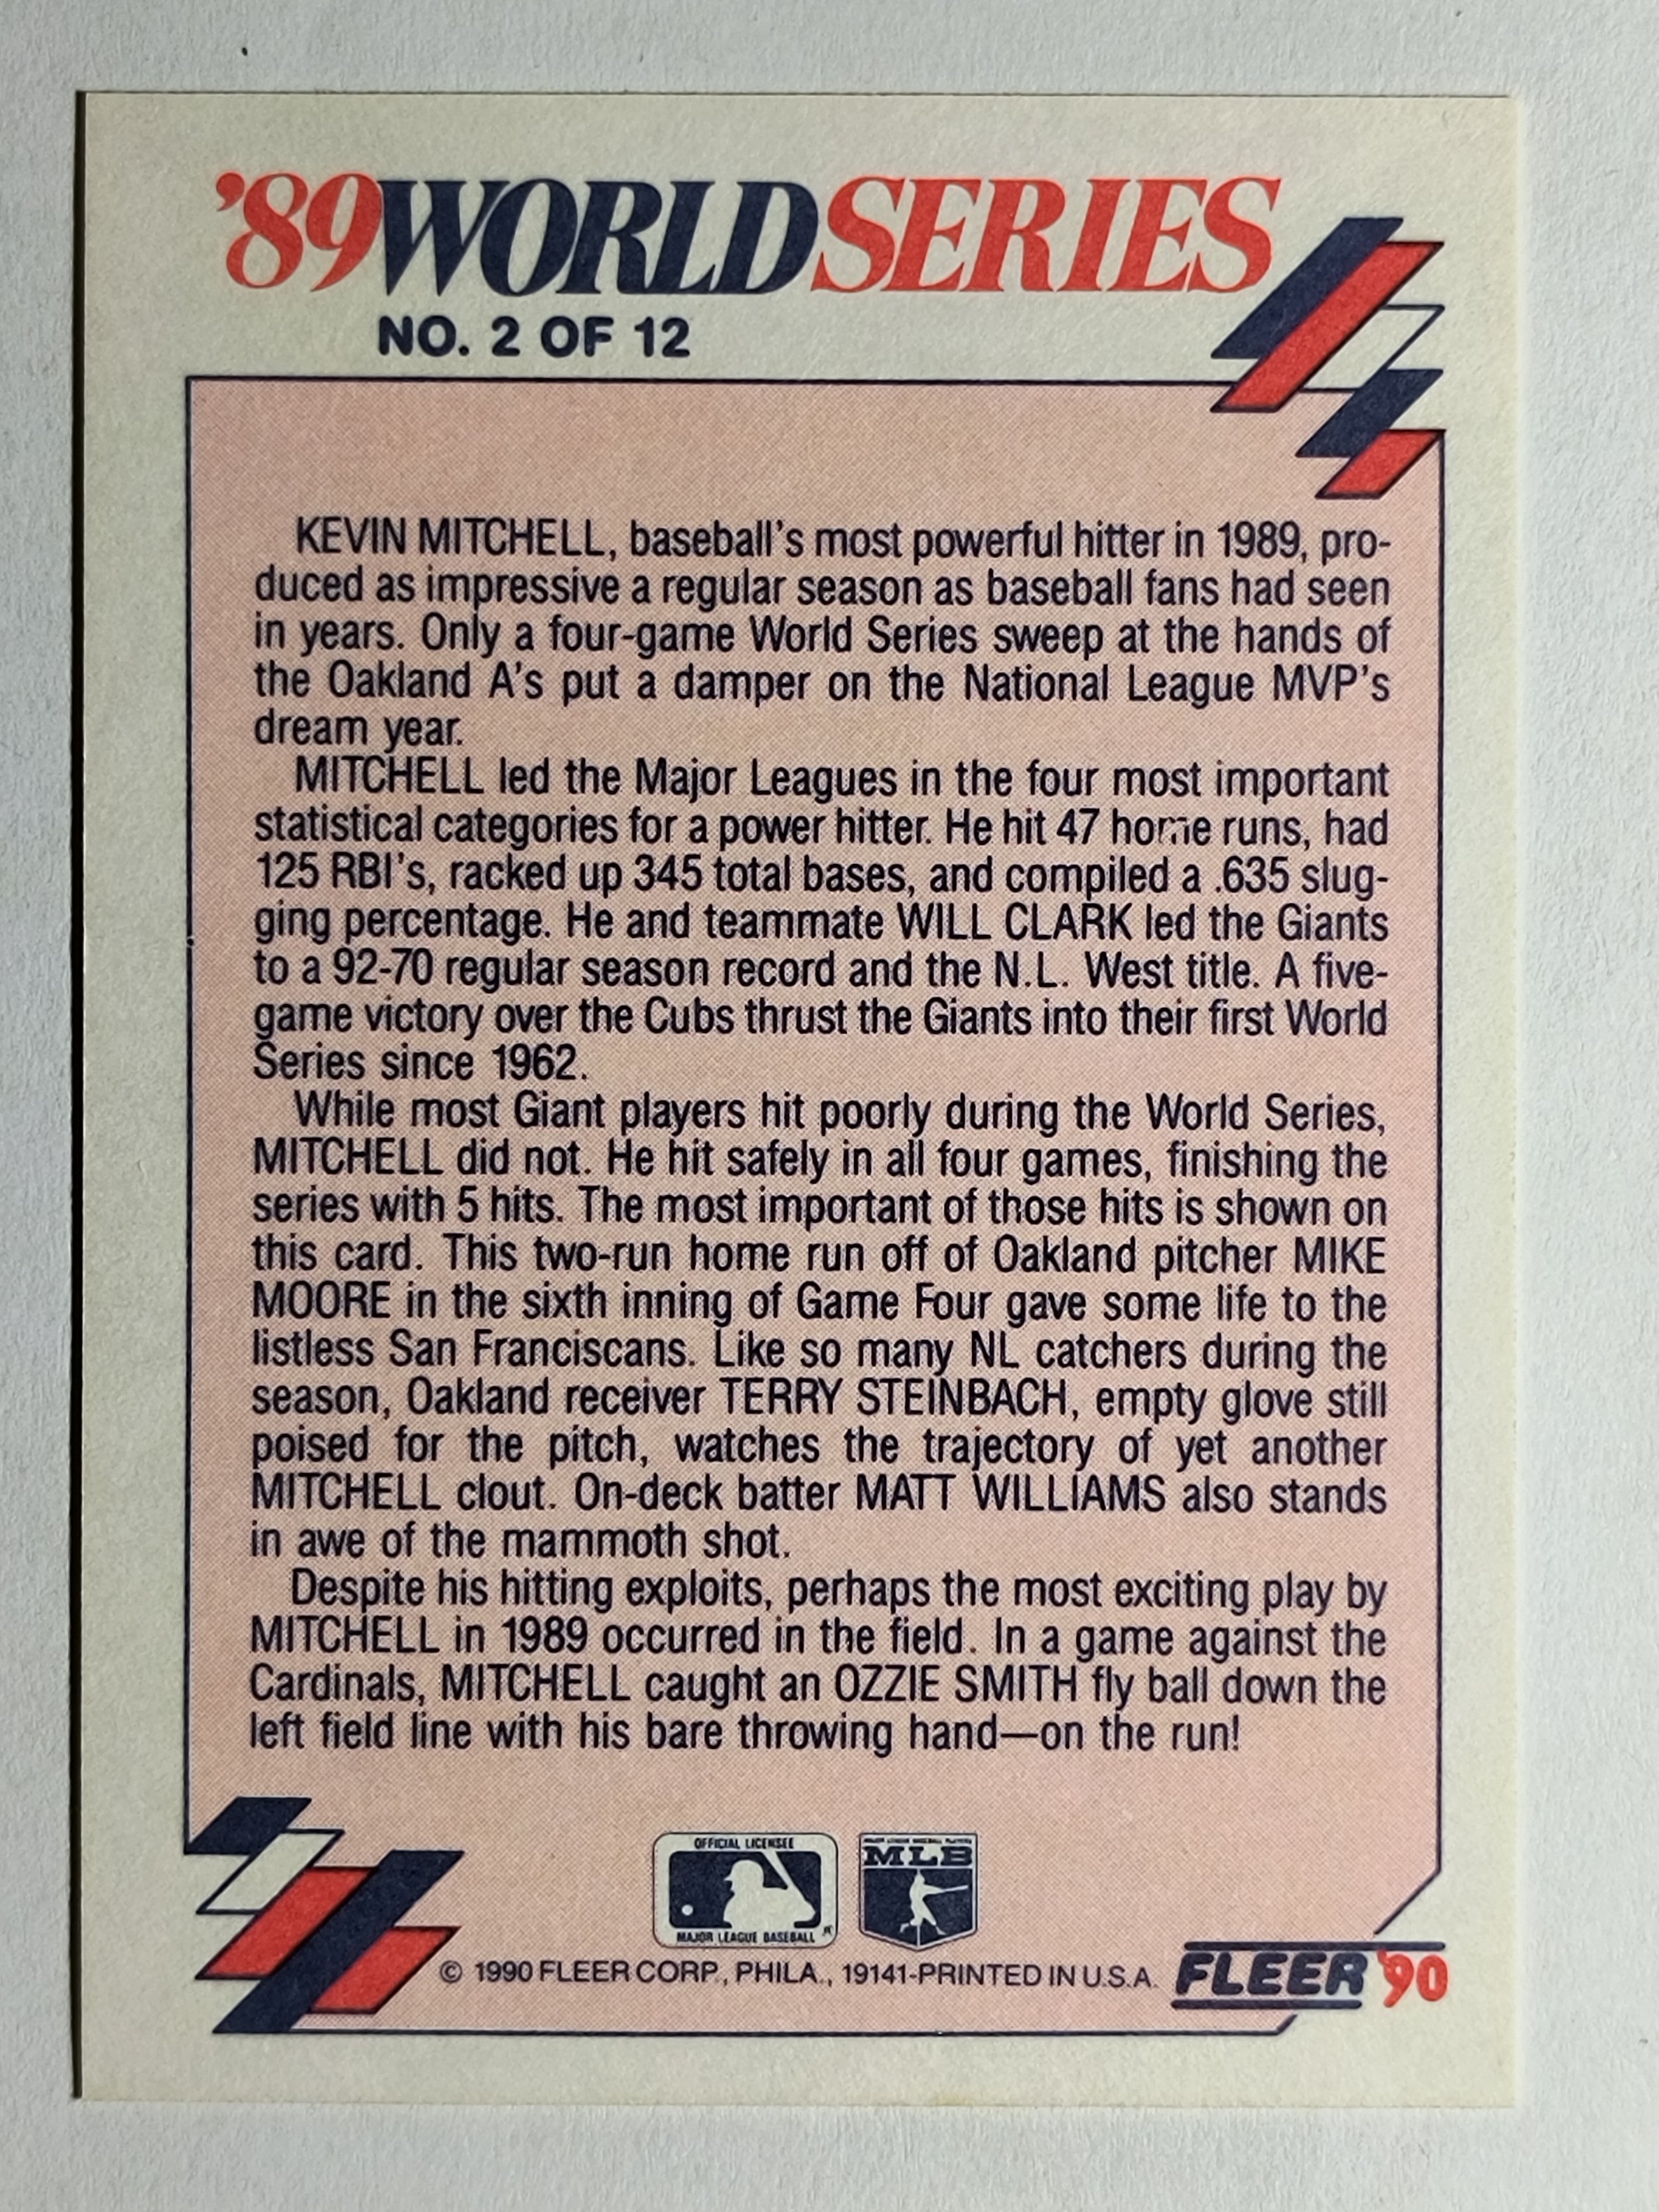 '89WORLDSERIES
NO. 2 OF 12
KEVIN MITCHELL, baseball's most powerful hitter in 1989, pro-
duced as impressive a regular season as baseball fans had seen
in years. Only a four-game World Series sweep at the hands of
the Oakland A's put a damper on the National League MVP's
dream year.
MITCHELL led the Major Leagues in the four most important
statistical categories for a power hitter. He hit 47 home runs, had
125 RBI's, racked up 345 total bases, and compiled a .635 slug-
ging percentage. He and teammate WILL CLARK led the Giants
to a 92-70 regular season record and the N.L. West title. A five-
game victory over the Cubs thrust the Giants into their first World
Series since 1962.
While most Giant players hit poorly during the World Series,
MITCHELL did not. He hit safely in all four games, finishing the
series with 5 hits. The most important of those hits is shown on
this card. This two-run home run off of Oakland pitcher MIKE
MOORE in the sixth inning of Game Four gave some life to the
listless San Franciscans. Like so many NL catchers during the
season, Oakland receiver TERRY STEINBACH, empty glove still
poised for the pitch, watches the trajectory of yet another
MITCHELL clout. On-deck batter MATT WILLIAMS also stands
in awe of the mammoth shot.
Despite his hitting exploits, perhaps the most exciting play by
MITCHELL in 1989 occurred in the field. In a game against the
Cardinals, MITCHELL caught an OZZIE SMITH fly ball down the
left field line with his bare throwing hand—on the run!
OFFICIAL LICENSEE
MAJOR LEAGUE BASEBALL
MAJOR LEAGUE BASEBALL PLAYERS
MLB
© 1990 FLEER CORP., PHILA., 19141-PRINTED IN U.S.A.
FLEER '90